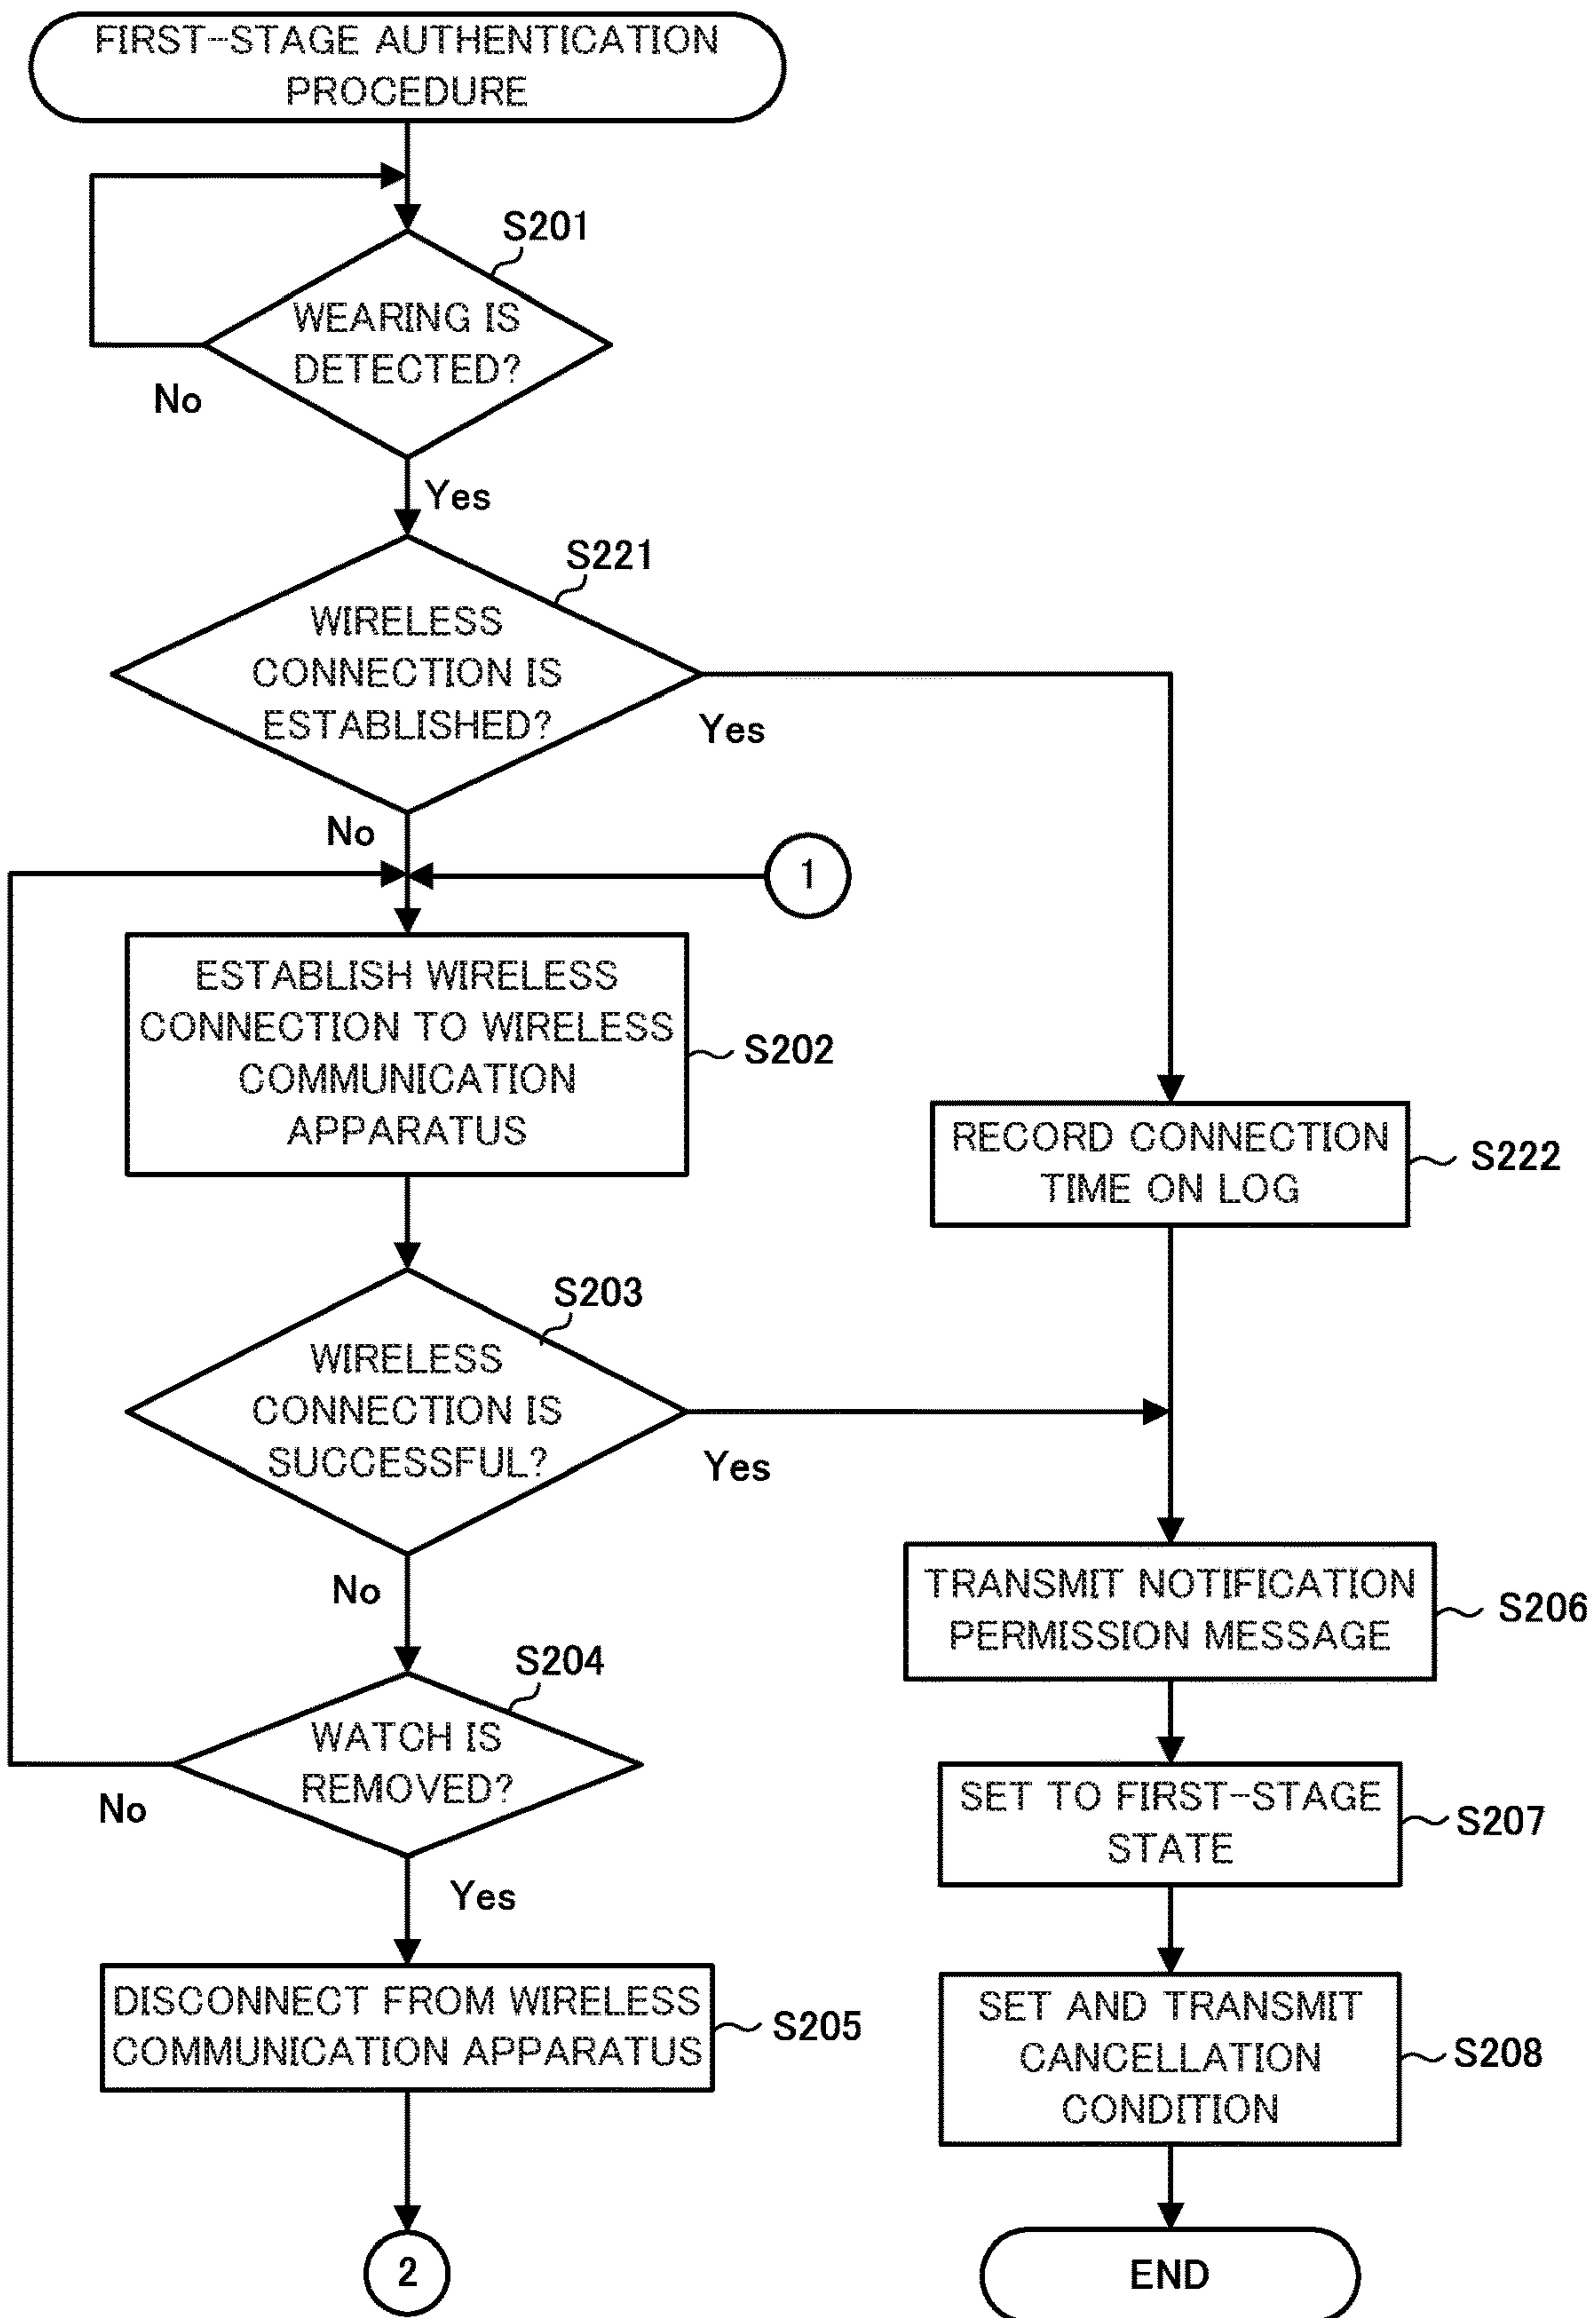 FIRST-STAGE AUTHENTICATION
PROCEDURE
S201
WEARING IS
DETECTED?
No
Yes
S221
WIRELESS
CONNECTION IS
ESTABLISHED?
Yes
No
1
ESTABLISH WIRELESS
CONNECTION TO WIRELESS
COMMUNICATION
APPARATUS
S202
RECORD CONNECTION
TIME ON LOG
S222
S203
WIRELESS
CONNECTION IS
SUCCESSFUL?
Yes
No
TRANSMIT NOTIFICATION
PERMISSION MESSAGE
S206
S204
WATCH IS
REMOVED?
No
Yes
SET TO FIRST-STAGE
STATE
S207
DISCONNECT FROM WIRELESS
COMMUNICATION APPARATUS
S205
SET AND TRANSMIT
CANCELLATION
CONDITION
S208
2
END